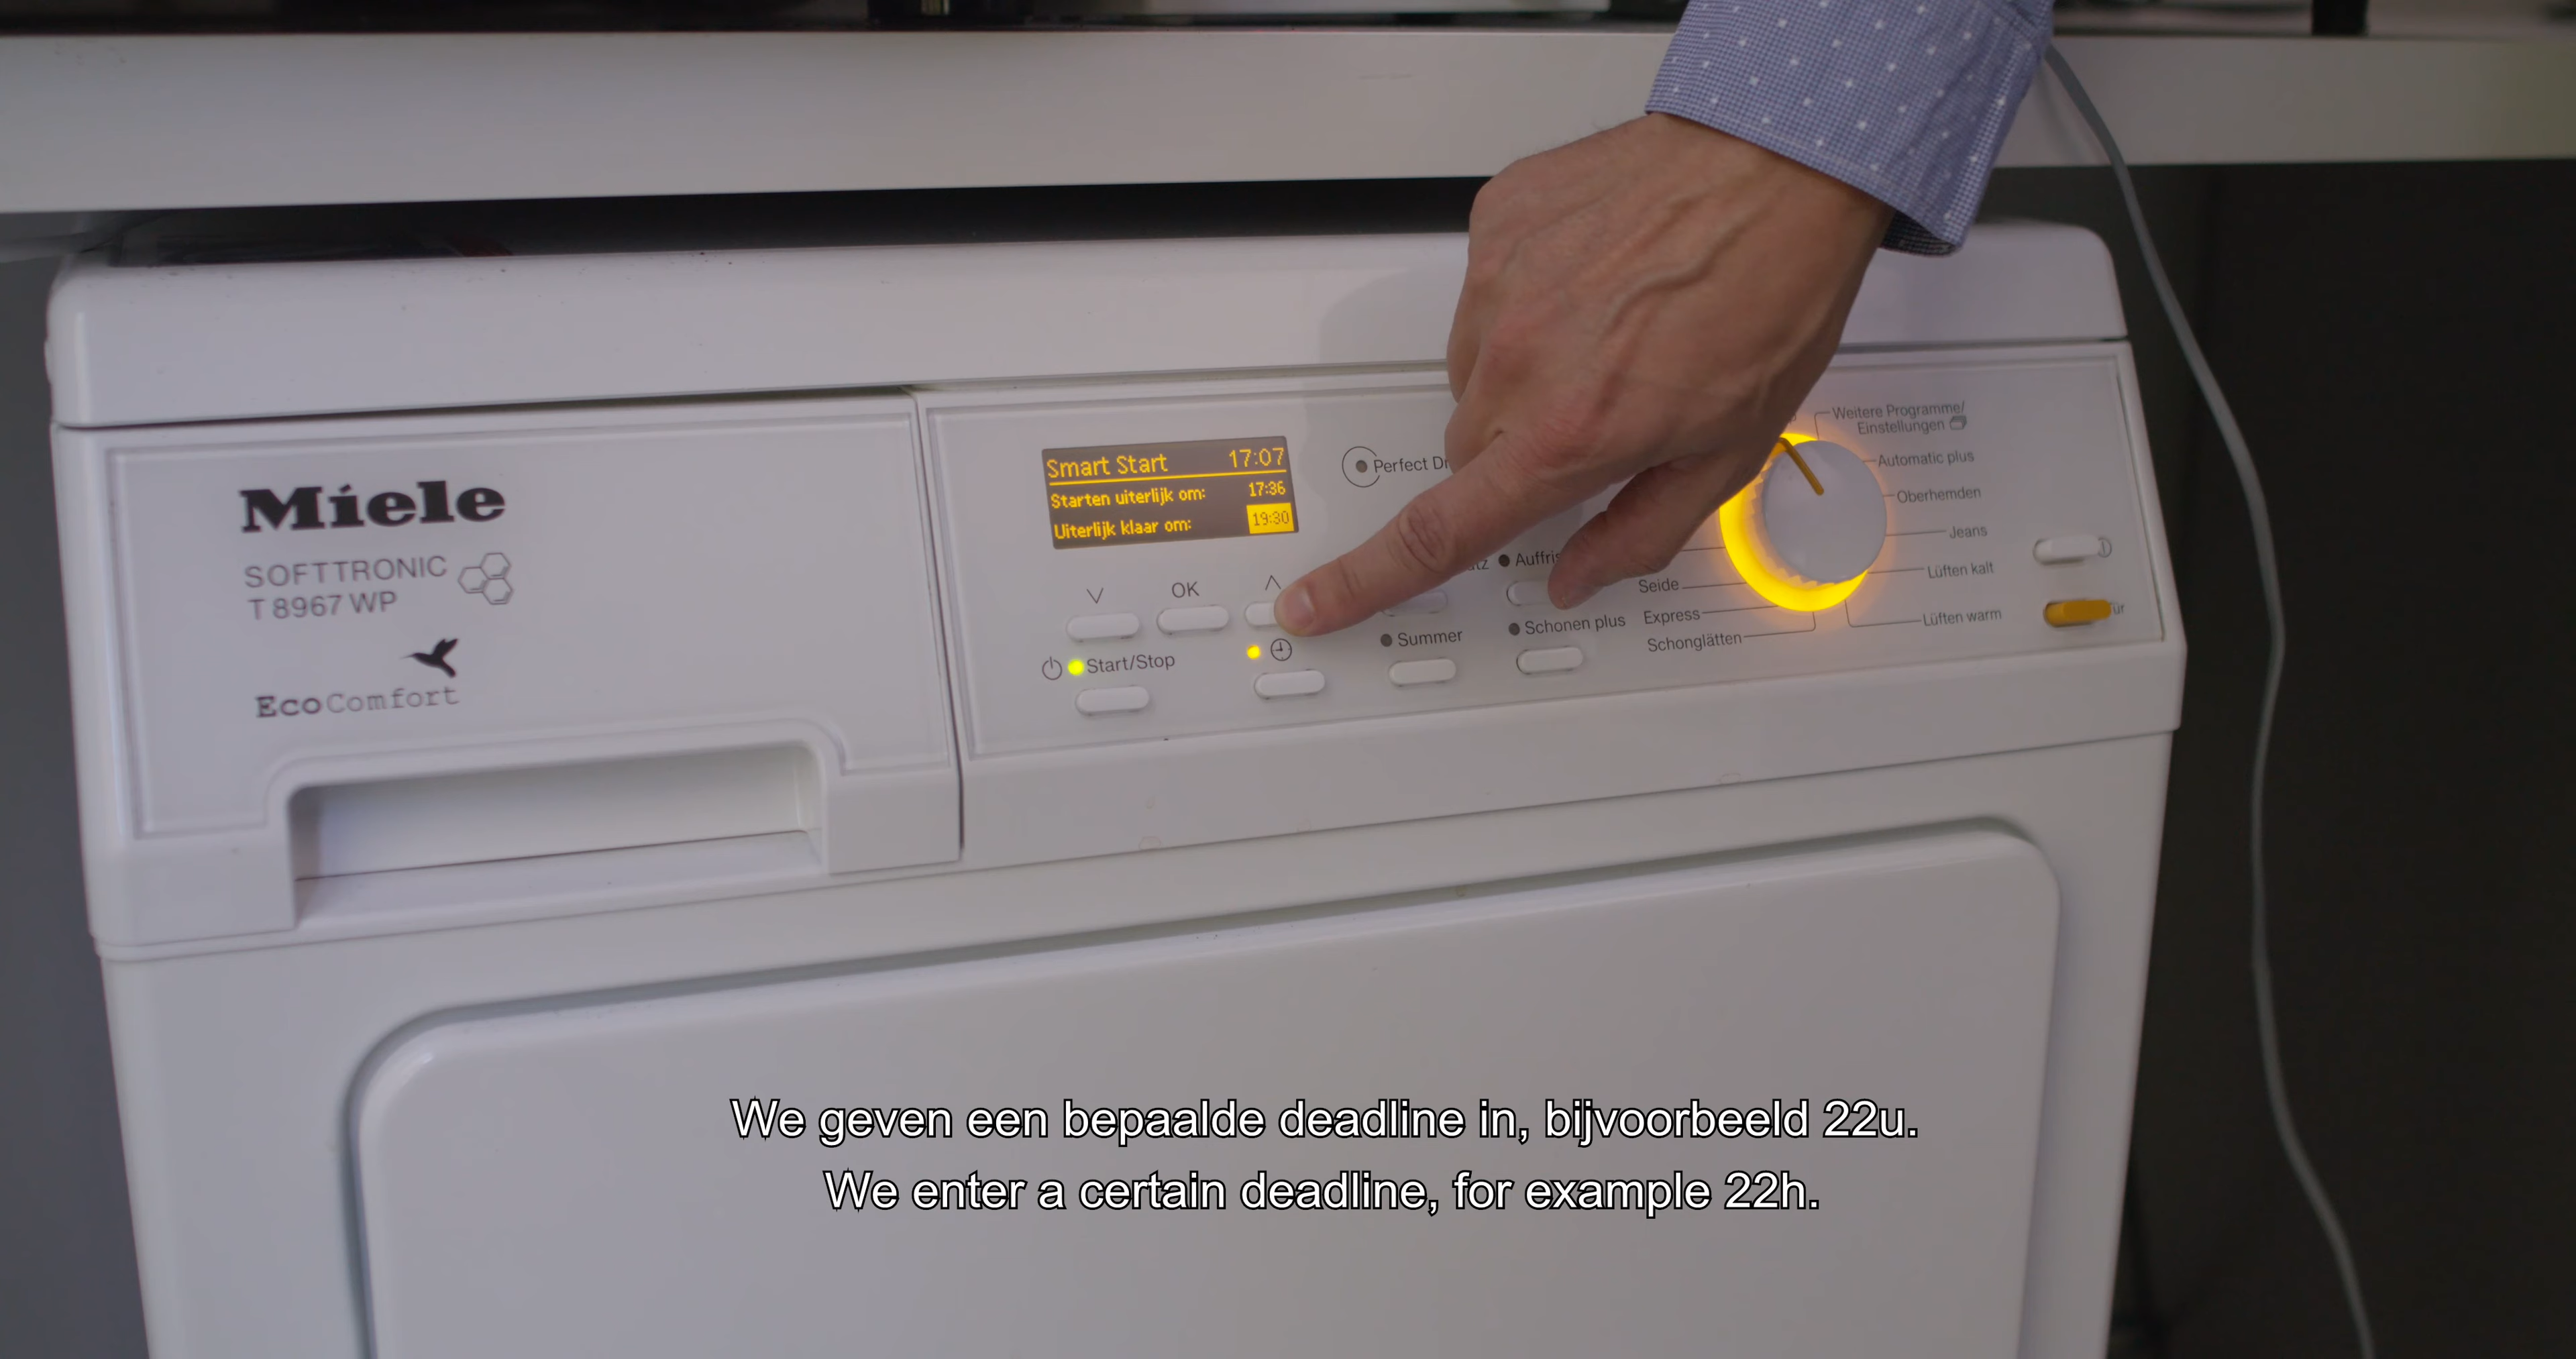 Miele
SOFTTRONIC
T 8967 WP
EcoComfort
Smart Start 17:07
Starten uiterlijk om: 17:36
Uiterlijk klaar om: 19:30
OK
Start/Stop
Perfect
Summer
Schonen plus
Weitere Programme/
Einstellungen
Automatic plus
Oberhemden
Jeans
Lüften kalt
Lüften warm
Seide
Express
Schonglätten
We geven een bepaalde deadline in, bijvoorbeeld 22u.
We enter a certain deadline, for example 22h.